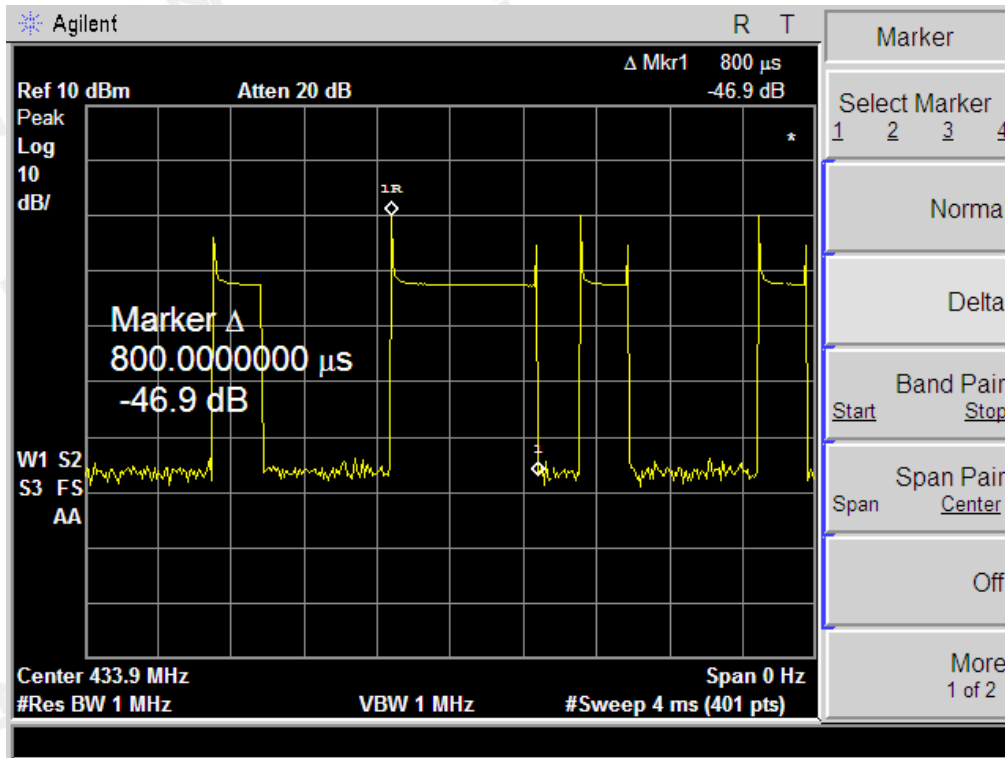 Agilent R T
Δ Mkr1 800 μs
Ref 10 dBm Atten 20 dB -46.9 dB
Peak
Log
10
dB/
*
1R
Marker Δ
800.0000000 μs
-46.9 dB
1
W1 S2
S3 FS
AA
Center 433.9 MHz Span 0 Hz
#Res BW 1 MHz VBW 1 MHz #Sweep 4 ms (401 pts)
Marker
Select Marker
1 2 3 4
Norma
Delta
Band Pair
Start Stop
Span Pair
Span Center
Off
More
1 of 2